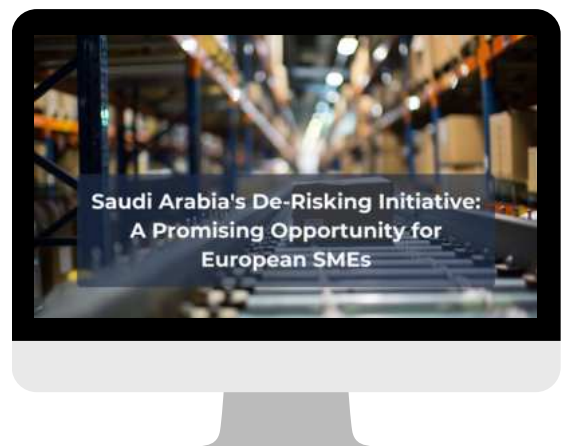 Saudi Arabia's De-Risking Initiative:
A Promising Opportunity for
European SMEs